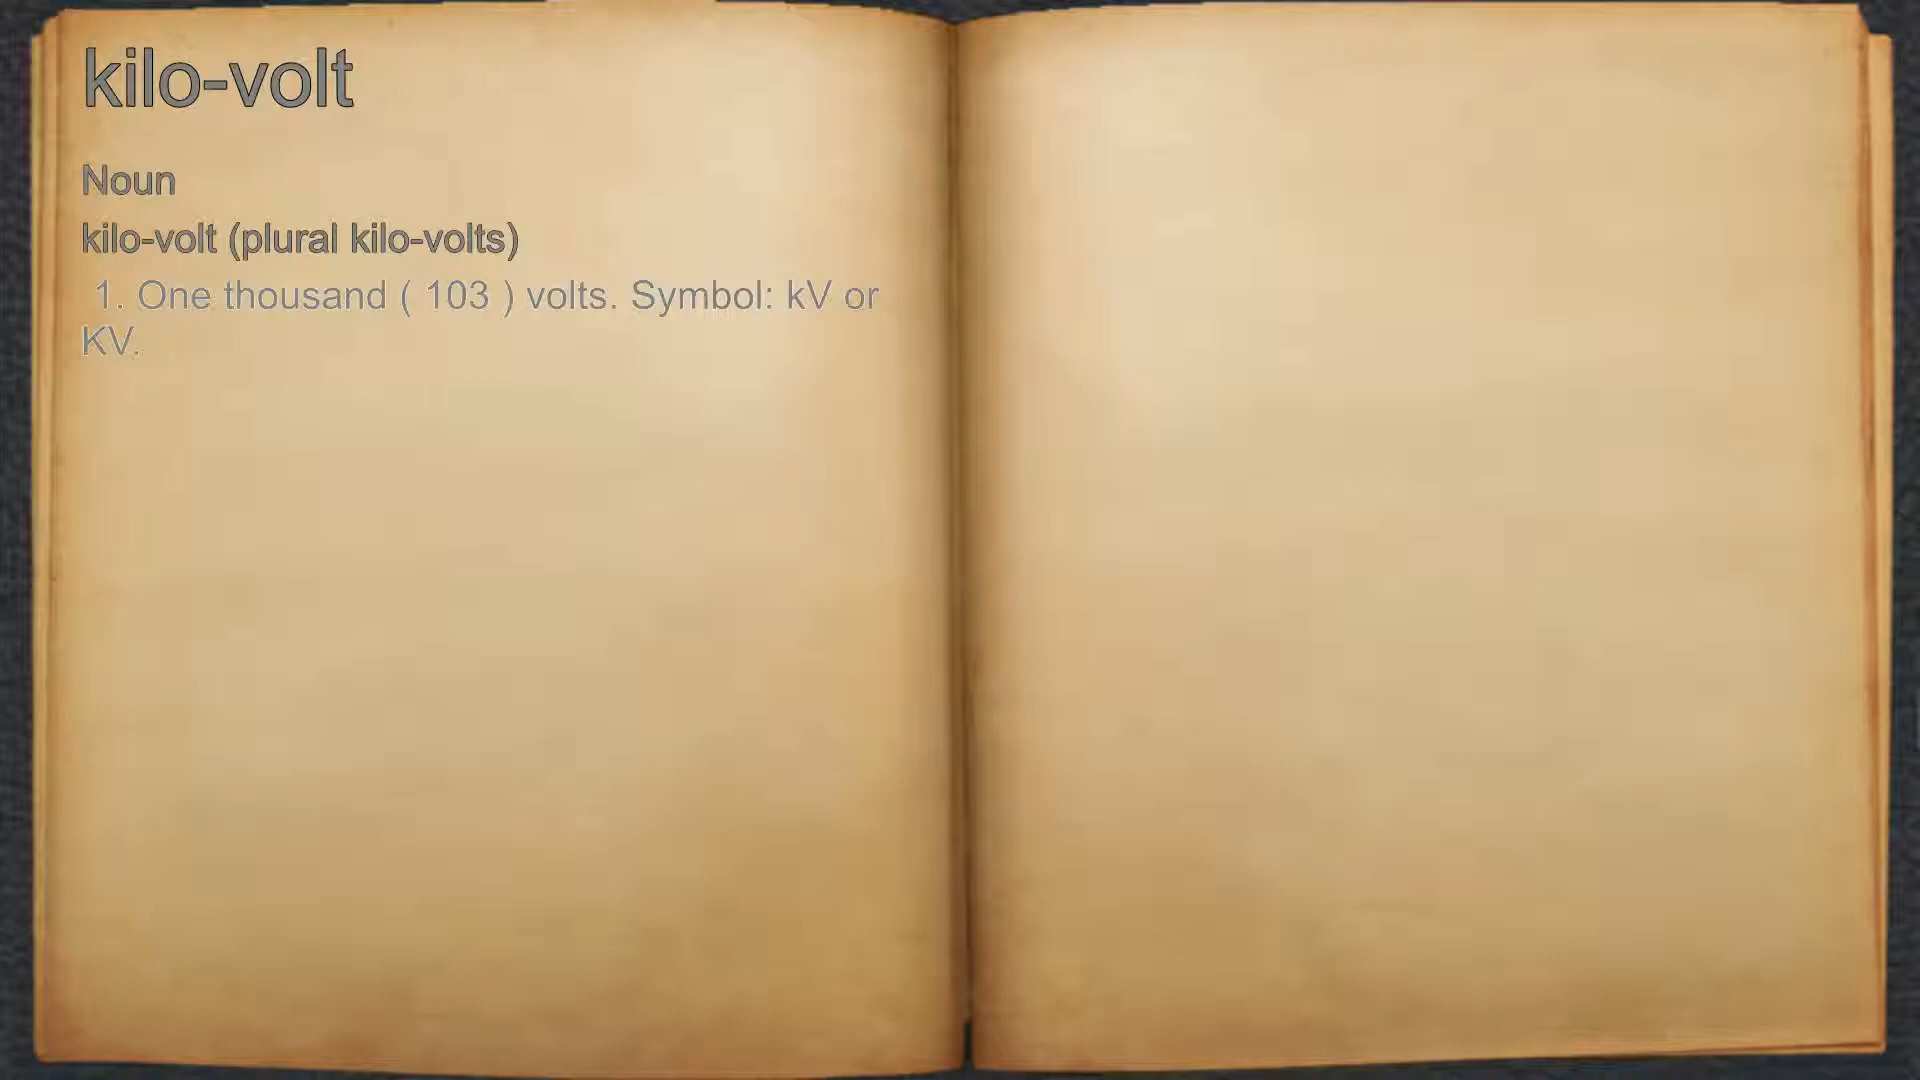 kilo-volt
Noun
kilo-volt (plural kilo-volts)
1. One thousand ( 103 ) volts. Symbol: kV or
KV.